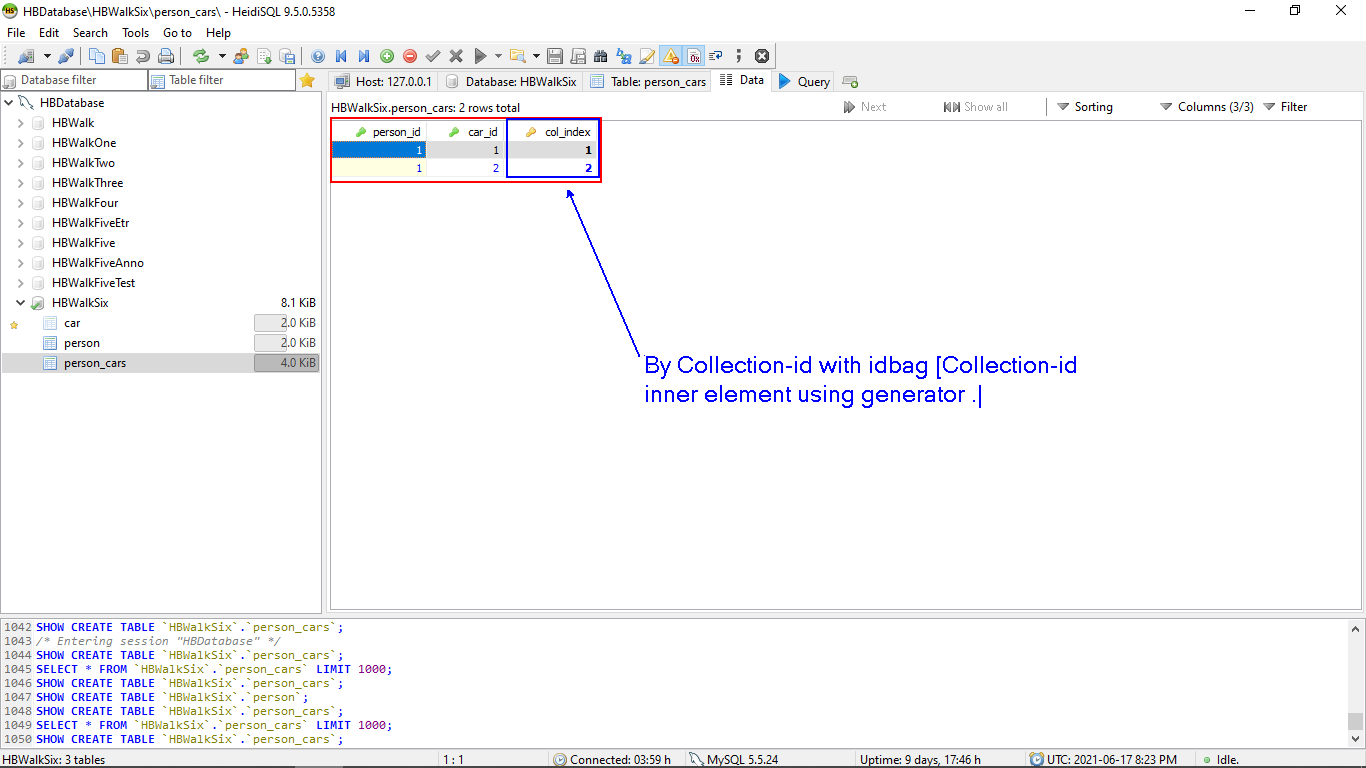 HBDatabase\HBWalkSix\person_cars\ - HeidiSQL 9.5.0.5358
File Edit Search Tools Go to Help
Database filter Table filter
Host: 127.0.0.1 Database: HBWalkSix Table: person_cars Data Query
HBWalkSix.person_cars: 2 rows total Next Show all Sorting Columns (3/3) Filter
HBDatabase
HBWalk
HBWalkOne
HBWalkTwo
HBWalkThree
HBWalkFour
HBWalkFiveEtr
HBWalkFive
HBWalkFiveAnno
HBWalkFiveTest
HBWalkSix 8.1 KiB
car 2.0 KiB
person 2.0 KiB
person_cars 4.0 KiB
person_id car_id col_index
1 1 1
1 2 2
By Collection-id with idbag [Collection-id
inner element using generator .|
1042 SHOW CREATE TABLE `HBWalkSix`.`person_cars`;
1043 /* Entering session "HBDatabase" */
1044 SHOW CREATE TABLE `HBWalkSix`.`person_cars`;
1045 SELECT * FROM `HBWalkSix`.`person_cars` LIMIT 1000;
1046 SHOW CREATE TABLE `HBWalkSix`.`person_cars`;
1047 SHOW CREATE TABLE `HBWalkSix`.`person`;
1048 SHOW CREATE TABLE `HBWalkSix`.`person_cars`;
1049 SELECT * FROM `HBWalkSix`.`person_cars` LIMIT 1000;
1050 SHOW CREATE TABLE `HBWalkSix`.`person_cars`;
HBWalkSix: 3 tables 1 : 1 Connected: 03:59 h MySQL 5.5.24 Uptime: 9 days, 17:46 h UTC: 2021-06-17 8:23 PM Idle.